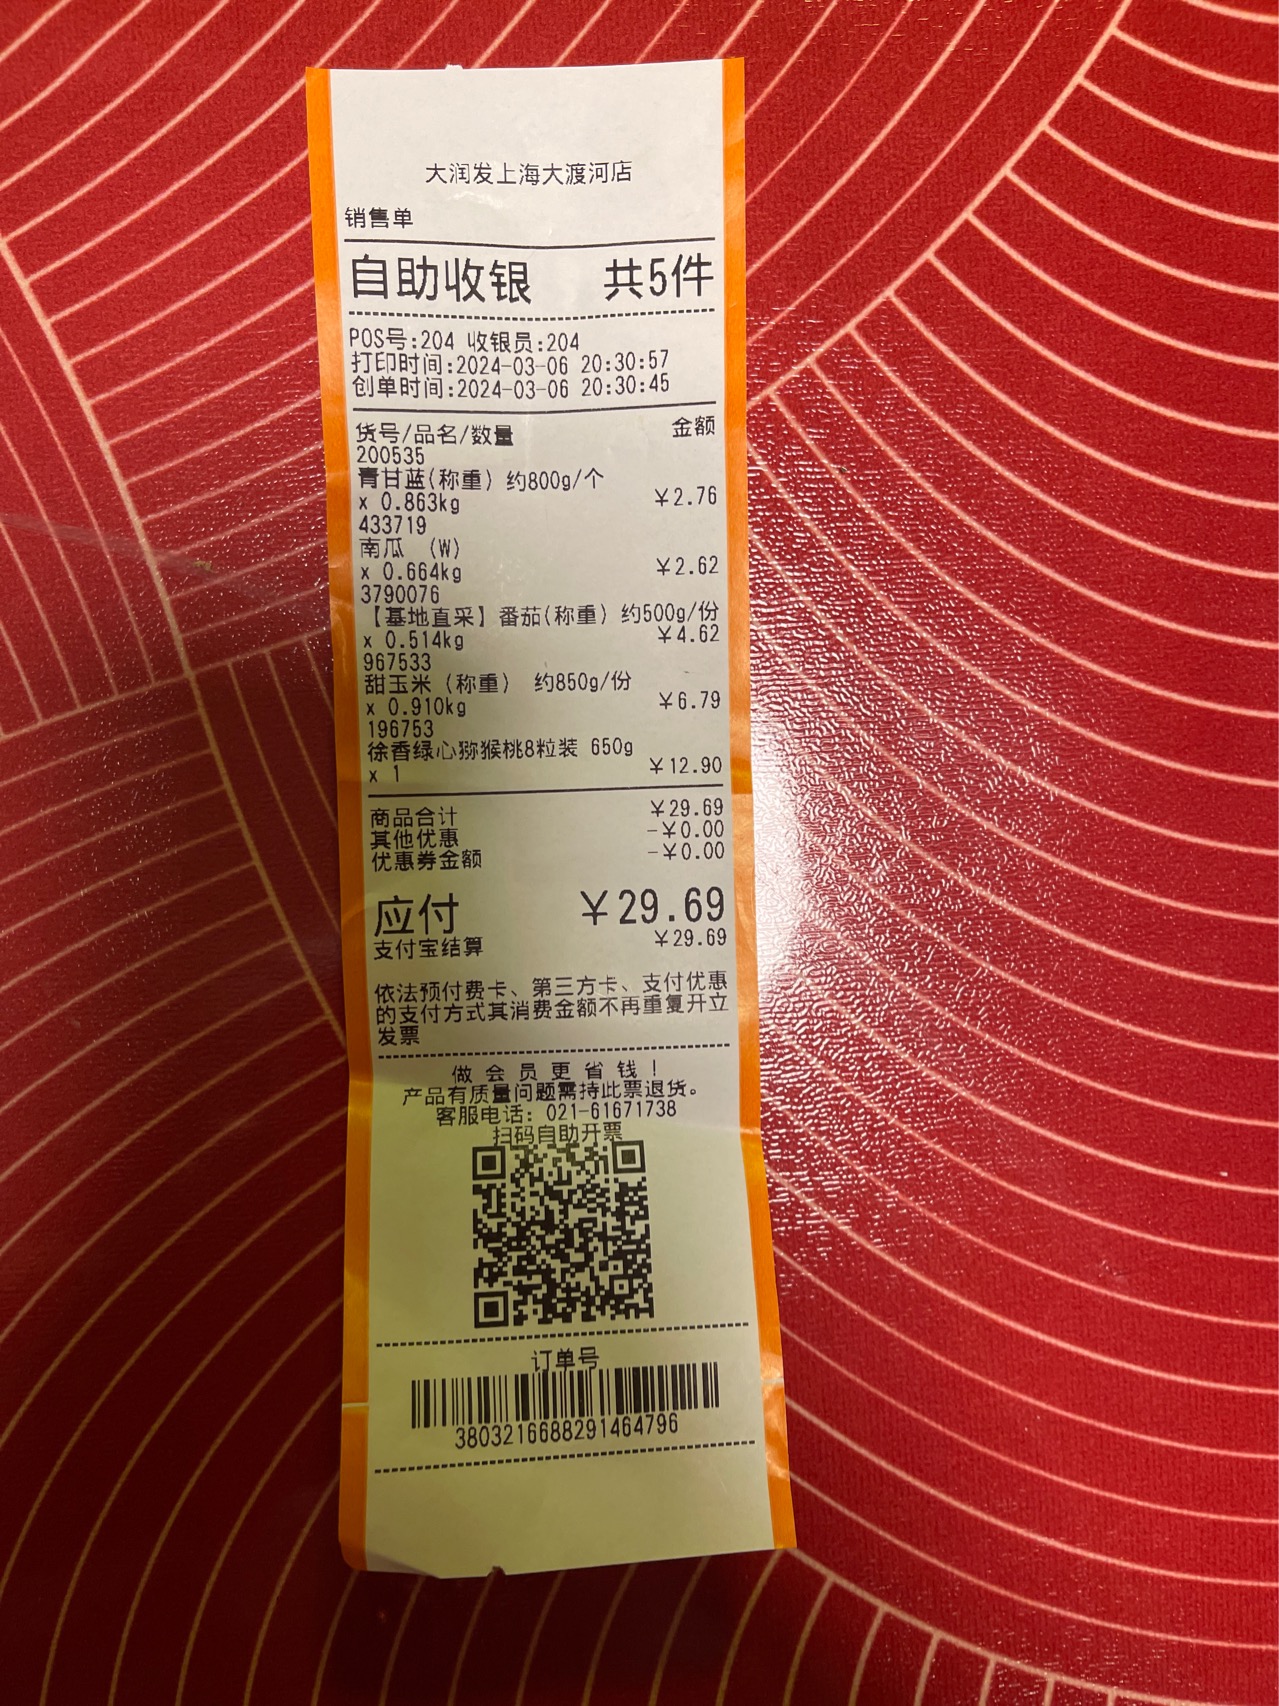 大润发上海大渡河店
销售单
自助收银 共5件
POS号:204 收银员:204
打印时间:2024-03-06 20:30:57
创单时间:2024-03-06 20:30:45
货号/品名/数量 金额
200535
青甘蓝(称重) 约800g/个
x 0.863kg ￥2.76
433719
南瓜 (W)
x 0.664kg ￥2.62
3790076
【基地直采】番茄(称重) 约500g/份
x 0.514kg ￥4.62
967533
甜玉米 (称重) 约850g/份
x 0.910kg ￥6.79
196753
徐香绿心猕猴桃8粒装 650g
x 1 ￥12.90
商品合计 ￥29.69
其他优惠 -￥0.00
优惠券金额 -￥0.00
应付 ￥29.69
支付宝结算 ￥29.69
依法预付费卡、第三方卡、支付优惠
的支付方式其消费金额不再重复开立
发票
做会员更省钱!
产品有质量问题需持此票退货。
客服电话: 021-61671738
扫码自助开票
订单号
3803216688291464796